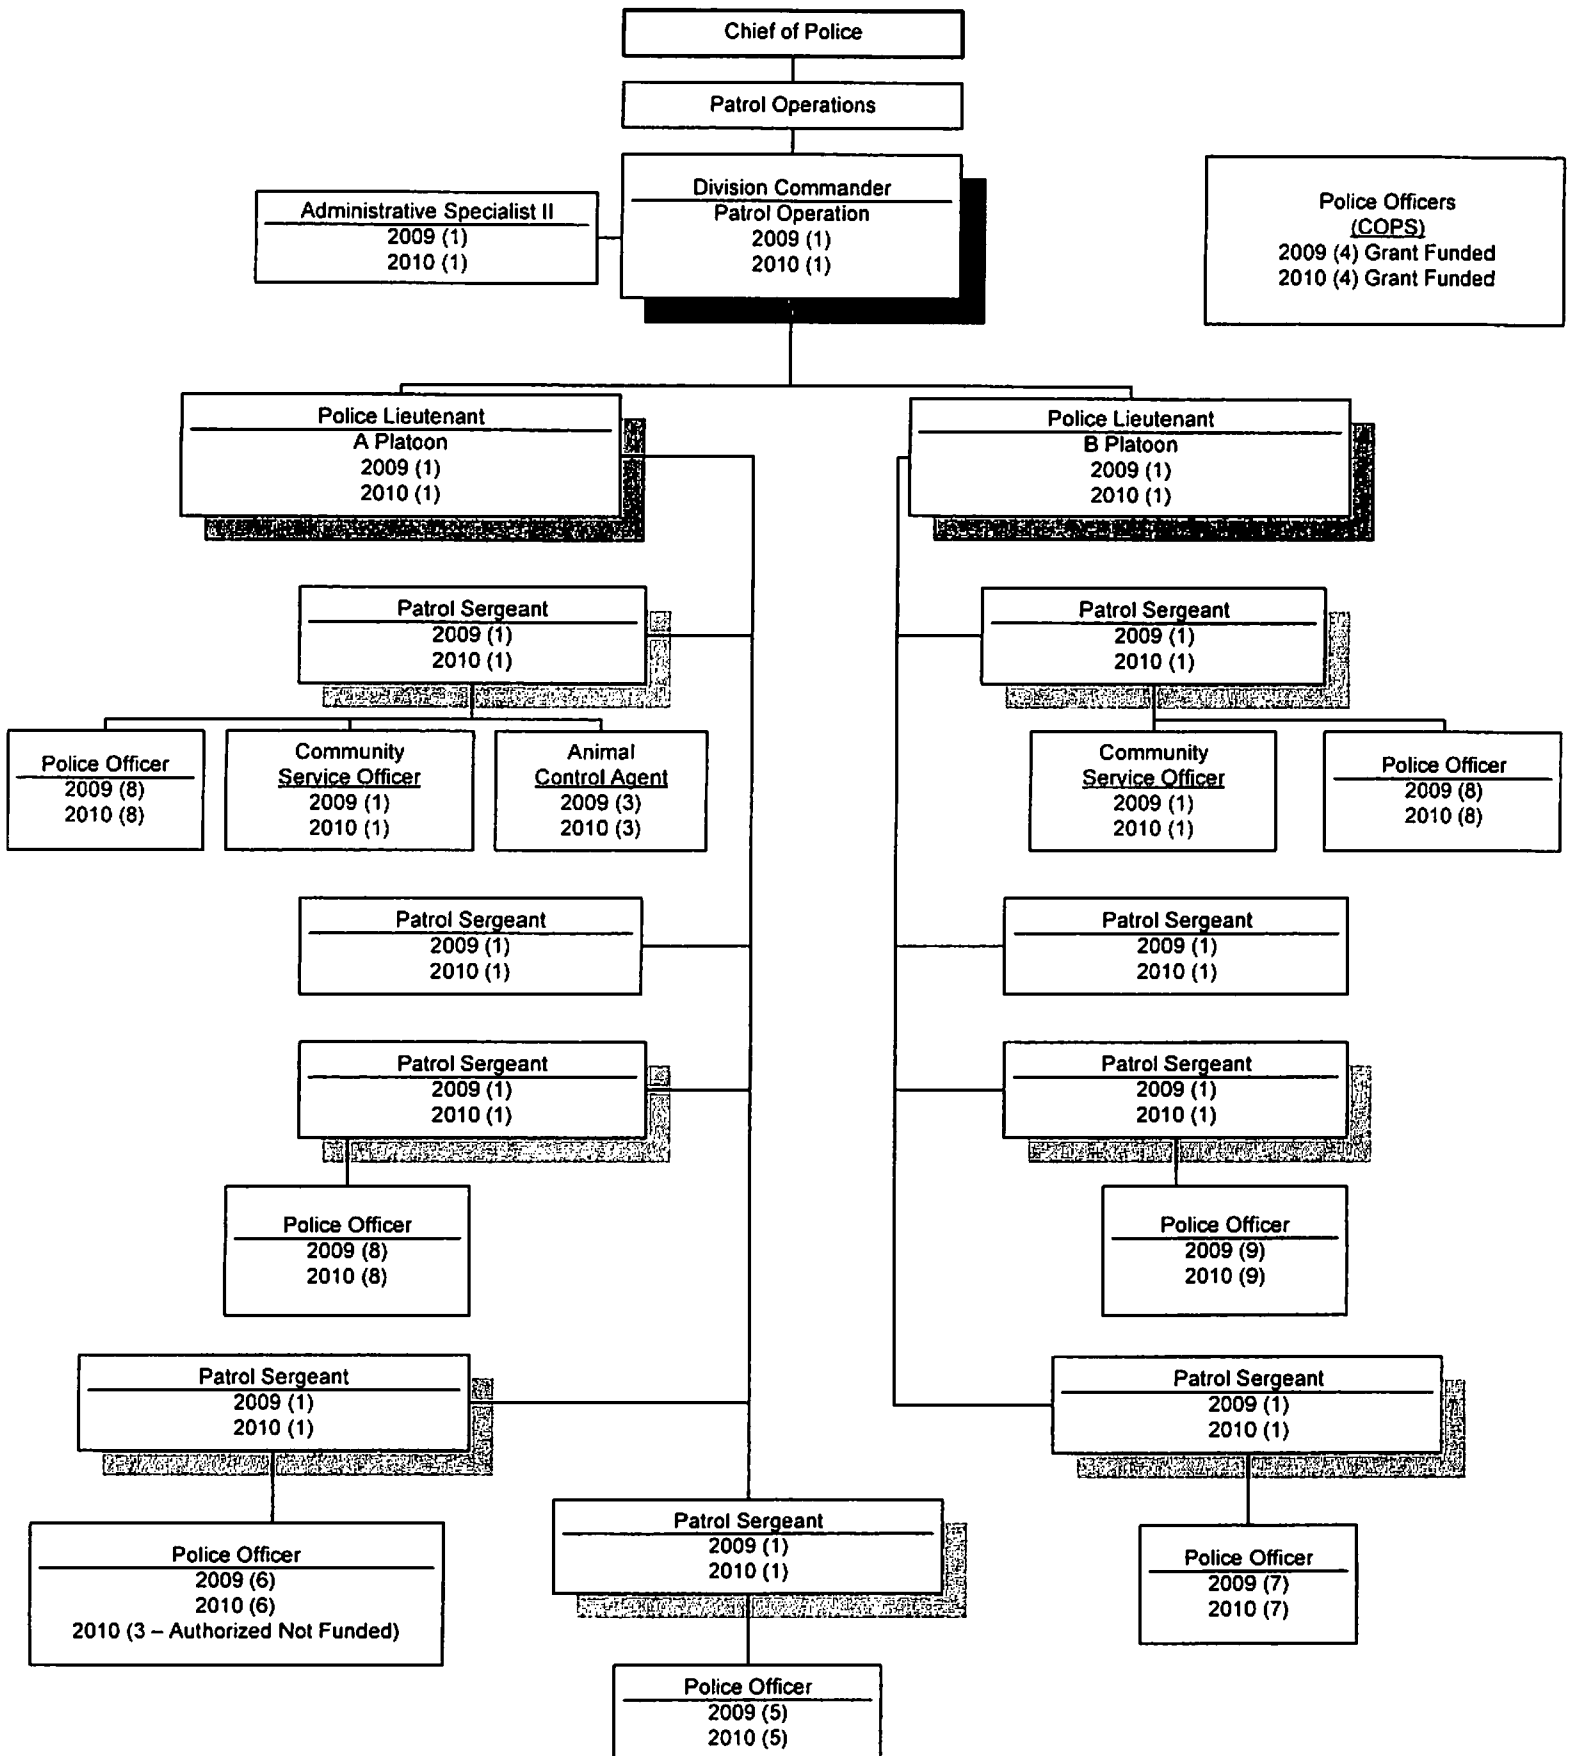 Chief of Police
Patrol Operations
Division Commander
Patrol Operation
2009 (1)
2010 (1)
Administrative Specialist II
2009 (1)
2010 (1)
Police Officers
(COPS)
2009 (4) Grant Funded
2010 (4) Grant Funded
Police Lieutenant
A Platoon
2009 (1)
2010 (1)
Police Lieutenant
B Platoon
2009 (1)
2010 (1)
Patrol Sergeant
2009 (1)
2010 (1)
Patrol Sergeant
2009 (1)
2010 (1)
Police Officer
2009 (8)
2010 (8)
Community
Service Officer
2009 (1)
2010 (1)
Animal
Control Agent
2009 (3)
2010 (3)
Community
Service Officer
2009 (1)
2010 (1)
Police Officer
2009 (8)
2010 (8)
Patrol Sergeant
2009 (1)
2010 (1)
Patrol Sergeant
2009 (1)
2010 (1)
Patrol Sergeant
2009 (1)
2010 (1)
Patrol Sergeant
2009 (1)
2010 (1)
Police Officer
2009 (8)
2010 (8)
Police Officer
2009 (9)
2010 (9)
Patrol Sergeant
2009 (1)
2010 (1)
Patrol Sergeant
2009 (1)
2010 (1)
Patrol Sergeant
2009 (1)
2010 (1)
Police Officer
2009 (6)
2010 (6)
2010 (3 – Authorized Not Funded)
Police Officer
2009 (7)
2010 (7)
Police Officer
2009 (5)
2010 (5)